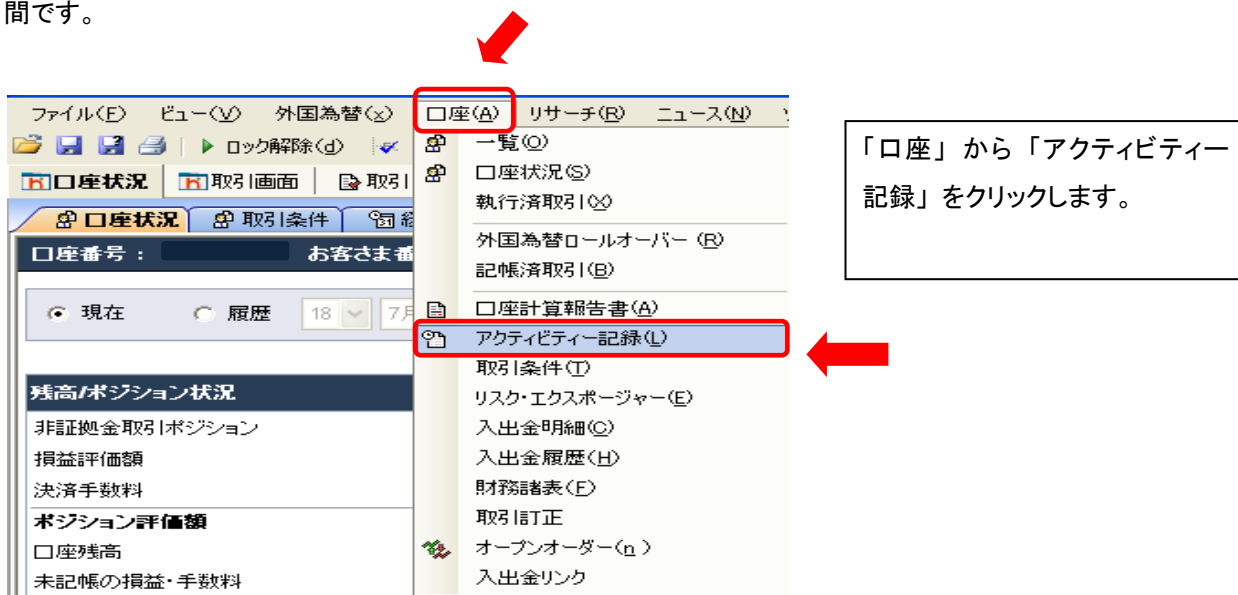 間です。
ファイル(F) ビュー(V) 外国為替(x) 口座(A) リサーチ(R) ニュース(N)
ロック解除(d)
口座状況 取引画面 取引
口座状況 取引条件
口座番号： お客さま番
現在 履歴 18 7月
残高/ポジション状況
非証拠金取引ポジション
損益評価額
決済手数料
ポジション評価額
口座残高
未記帳の損益・手数料
一覧(O)
口座状況(S)
執行済取引(X)
外国為替ロールオーバー (R)
記帳済取引(B)
口座計算報告書(A)
アクティビティー記録(L)
取引条件(T)
リスク・エクスポージャー(E)
入出金明細(C)
入出金履歴(H)
財務諸表(F)
取引訂正
オープンオーダー(n )
入出金リンク
「口座」から「アクティビティー
記録」をクリックします。